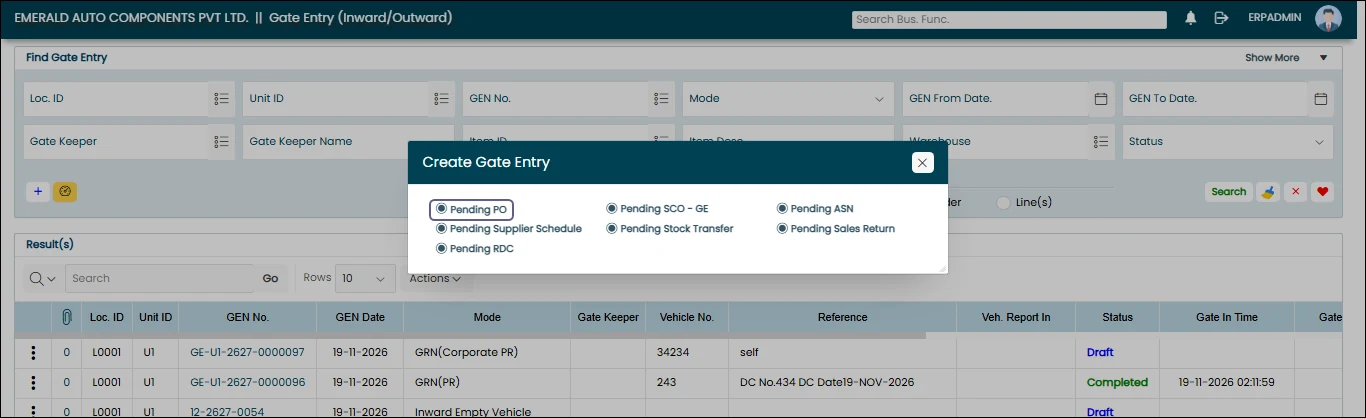 EMERALD AUTO COMPONENTS PVT LTD. || Gate Entry (Inward/Outward)
Search Bus. Func.
ERPADMIN
Find Gate Entry
Show More
Loc. ID
Unit ID
GEN No.
Mode
GEN From Date.
GEN To Date.
Gate Keeper
Gate Keeper Name
Warehouse
Status
Create Gate Entry
Pending PO
Pending SCO - GE
Pending ASN
Pending Supplier Schedule
Pending Stock Transfer
Pending Sales Return
Pending RDC
Line(s)
Search
Result(s)
Search
Go
Rows
10
Actions
Loc. ID Unit ID GEN No. GEN Date Mode Gate Keeper Vehicle No. Reference Veh. Report In Status Gate In Time Gate
0 L0001 U1 GE-U1-2627-0000097 19-11-2026 GRN(Corporate PR) 34234 self Draft
0 L0001 U1 GE-U1-2627-0000096 19-11-2026 GRN(PR) 243 DC No.434 DC Date19-NOV-2026 Completed 19-11-2026 02:11:59
0 L0001 U1 12-2627-0054 19-11-2026 Inward Empty Vehicle Draft